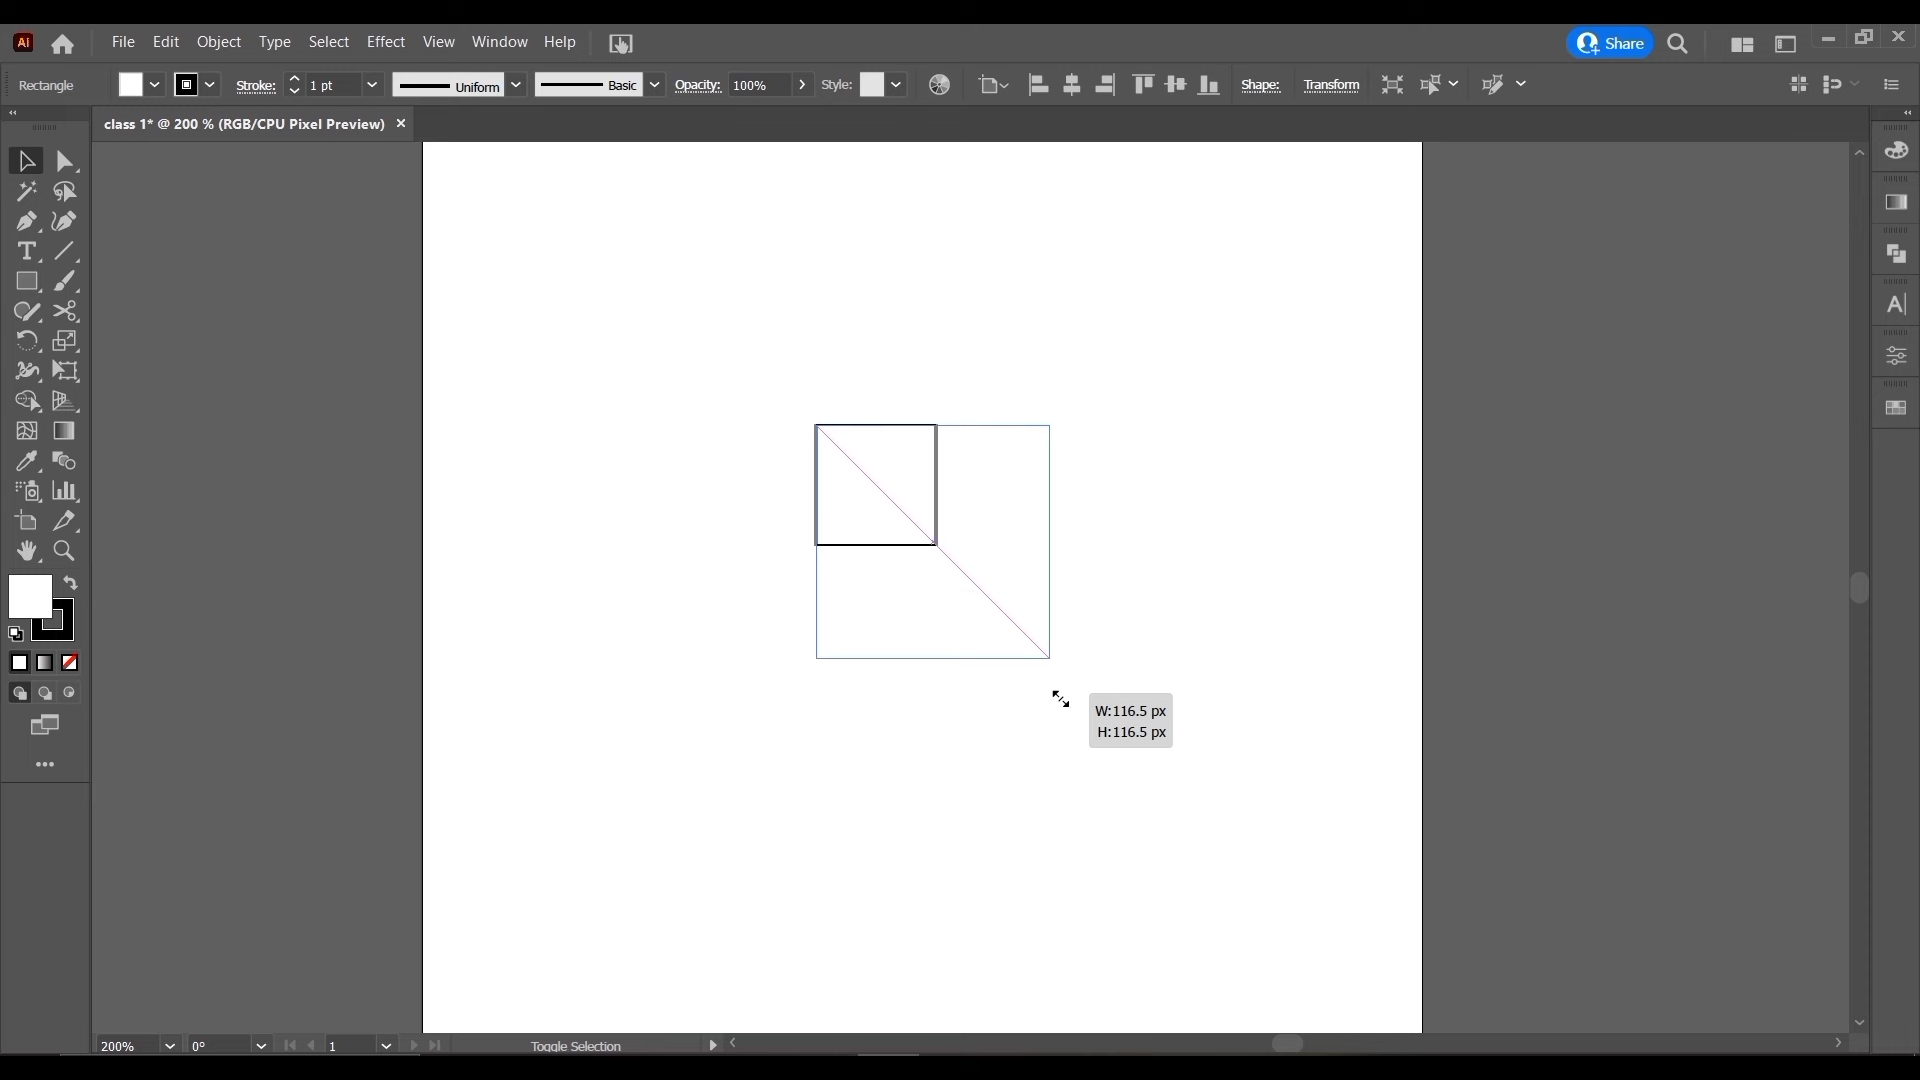 Ai File Edit Object Type Select Effect View Window Help Share
Rectangle Stroke: 1 pt Uniform Basic Opacity: 100% Style: Shape: Transform
class 1* @ 200 % (RGB/CPU Pixel Preview) ×
W:116.5 px
H:116.5 px
200% 0° 1 Toggle Selection